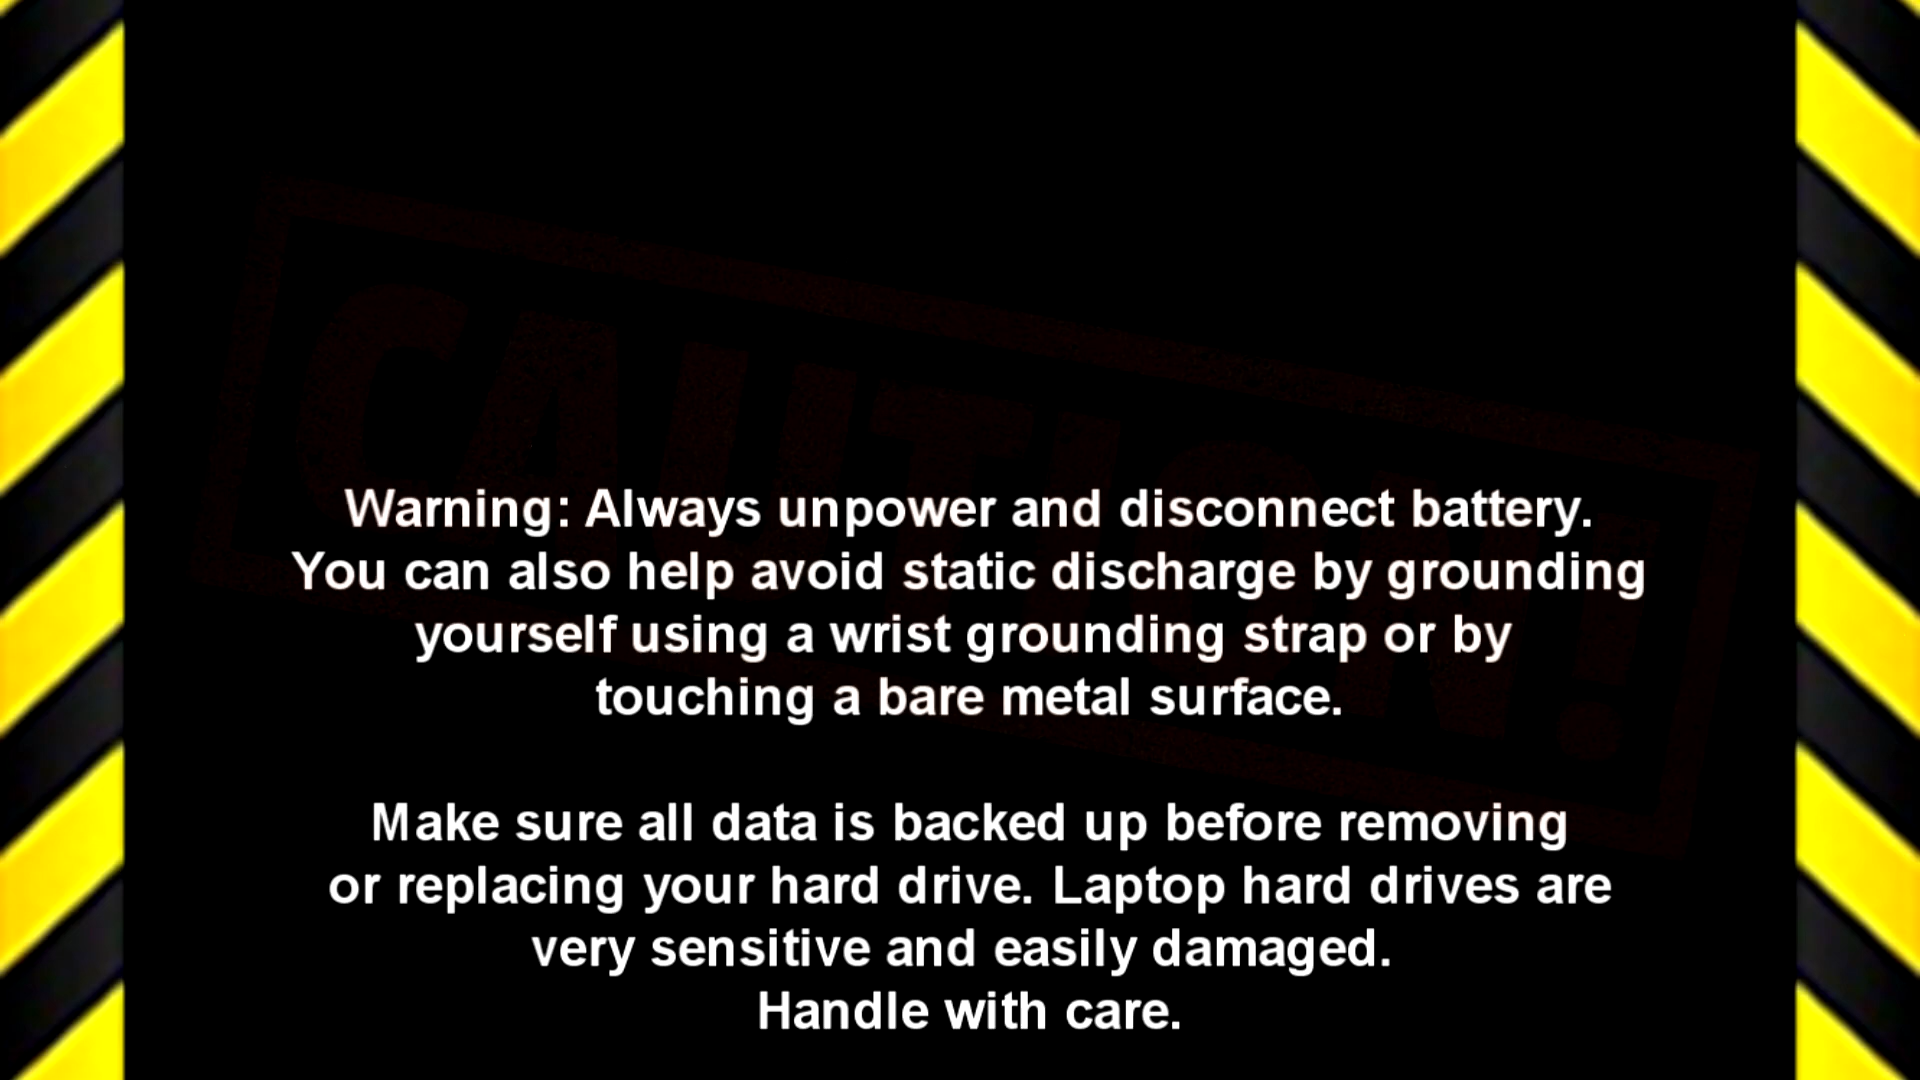 CAUTION!
Warning: Always unpower and disconnect battery.
You can also help avoid static discharge by grounding
yourself using a wrist grounding strap or by
touching a bare metal surface.
Make sure all data is backed up before removing
or replacing your hard drive. Laptop hard drives are
very sensitive and easily damaged.
Handle with care.